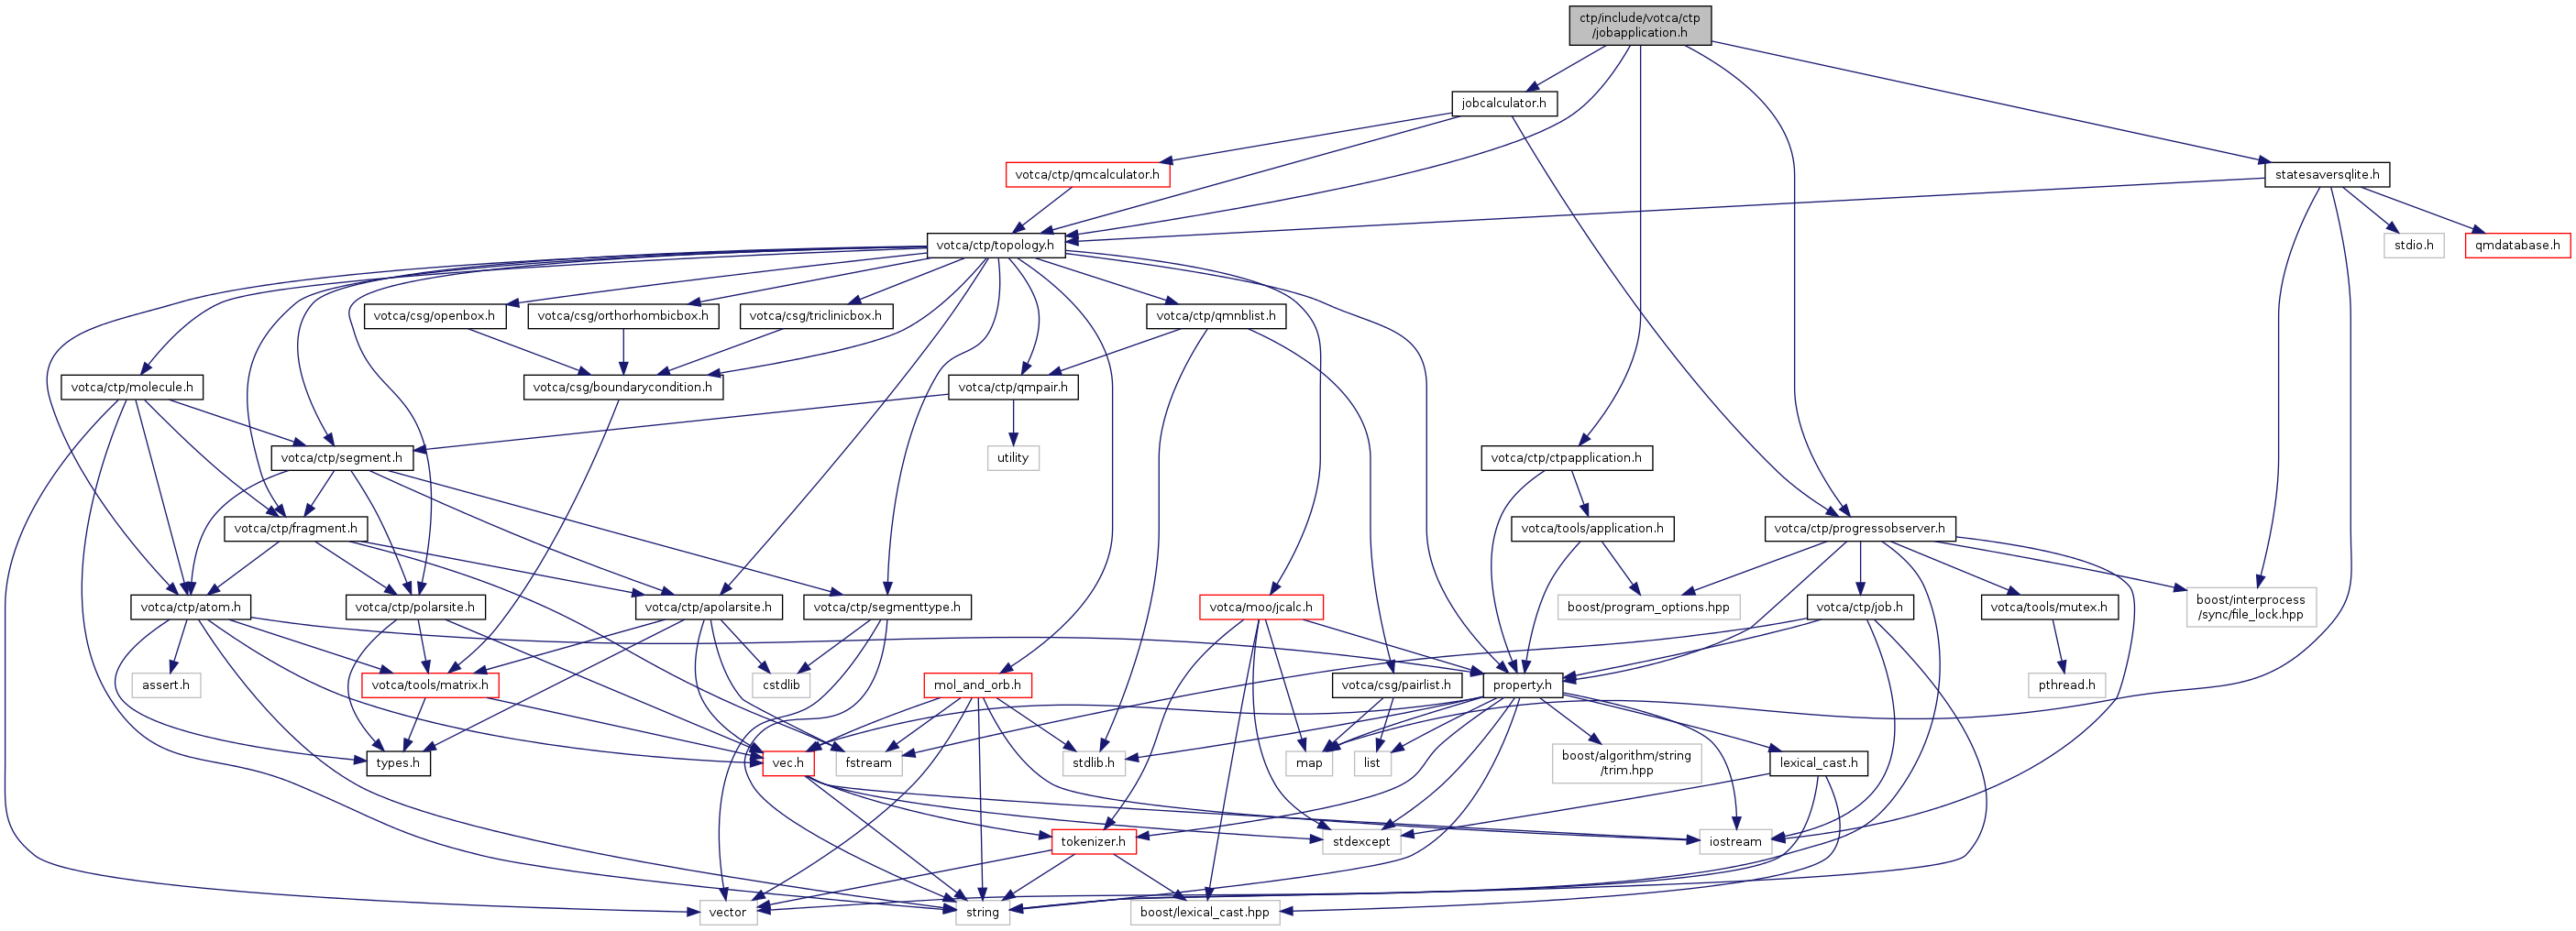 ctp/include/votca/ctp
/jobapplication.h
jobcalculator.h
votca/ctp/qmcalculator.h
statesaversqlite.h
votca/ctp/topology.h
stdio.h
qmdatabase.h
votca/csg/openbox.h
votca/csg/orthorhombicbox.h
votca/csg/triclinicbox.h
votca/ctp/qmnblist.h
votca/ctp/molecule.h
votca/csg/boundarycondition.h
votca/ctp/qmpair.h
votca/ctp/segment.h
utility
votca/ctp/ctpapplication.h
votca/ctp/fragment.h
votca/tools/application.h
votca/ctp/progressobserver.h
votca/ctp/atom.h
votca/ctp/polarsite.h
votca/ctp/apolarsite.h
votca/ctp/segmenttype.h
votca/moo/jcalc.h
boost/program_options.hpp
votca/ctp/job.h
votca/tools/mutex.h
boost/interprocess
/sync/file_lock.hpp
assert.h
votca/tools/matrix.h
cstdlib
mol_and_orb.h
votca/csg/pairlist.h
property.h
pthread.h
types.h
vec.h
fstream
stdlib.h
map
list
boost/algorithm/string
/trim.hpp
lexical_cast.h
tokenizer.h
stdexcept
iostream
vector
string
boost/lexical_cast.hpp